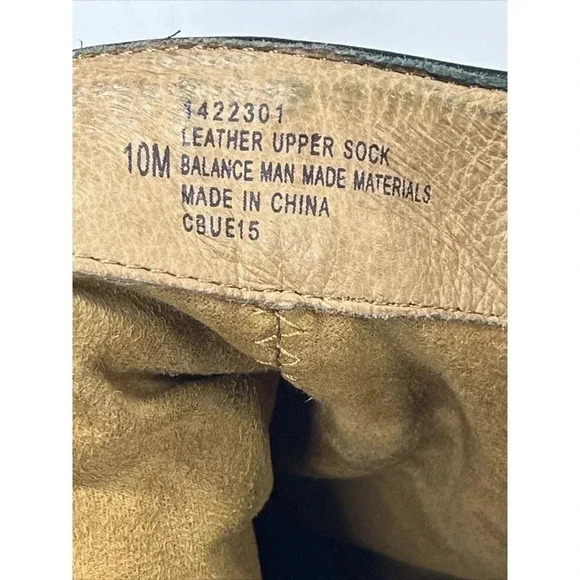 1422301
LEATHER UPPER SOCK
10M BALANCE MAN MADE MATERIALS
MADE IN CHINA
CBUE15